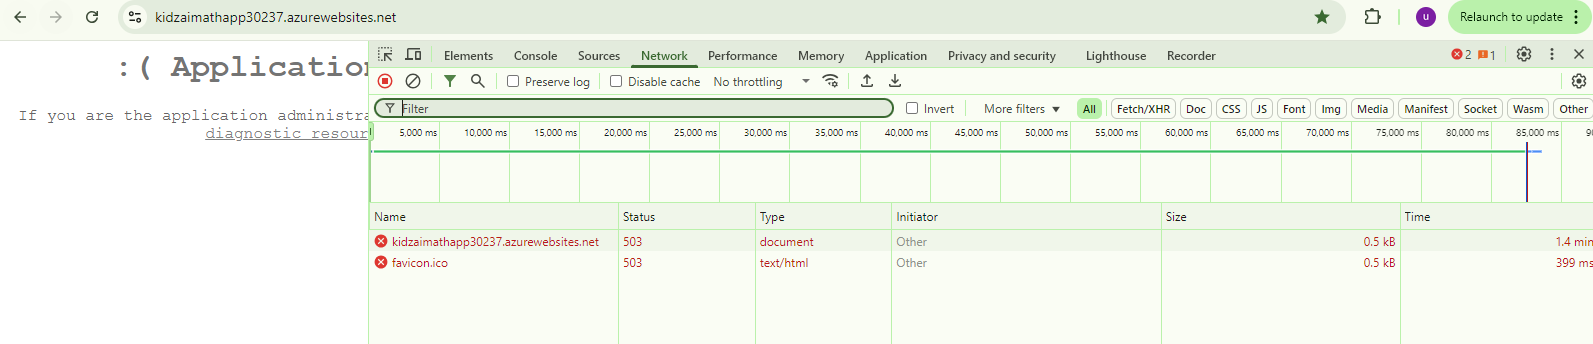 kidzaimathapp30237.azurewebsites.net
u
Relaunch to update
:( Application
If you are the application administra
diagnostic resour
Elements Console Sources Network Performance Memory Application Privacy and security Lighthouse Recorder
2 1
Preserve log Disable cache No throttling
Filter
Invert More filters All Fetch/XHR Doc CSS JS Font Img Media Manifest Socket Wasm Other
5,000 ms 10,000 ms 15,000 ms 20,000 ms 25,000 ms 30,000 ms 35,000 ms 40,000 ms 45,000 ms 50,000 ms 55,000 ms 60,000 ms 65,000 ms 70,000 ms 75,000 ms 80,000 ms 85,000 ms 90
Name Status Type Initiator Size Time
kidzaimathapp30237.azurewebsites.net 503 document Other 0.5 kB 1.4 min
favicon.ico 503 text/html Other 0.5 kB 399 ms